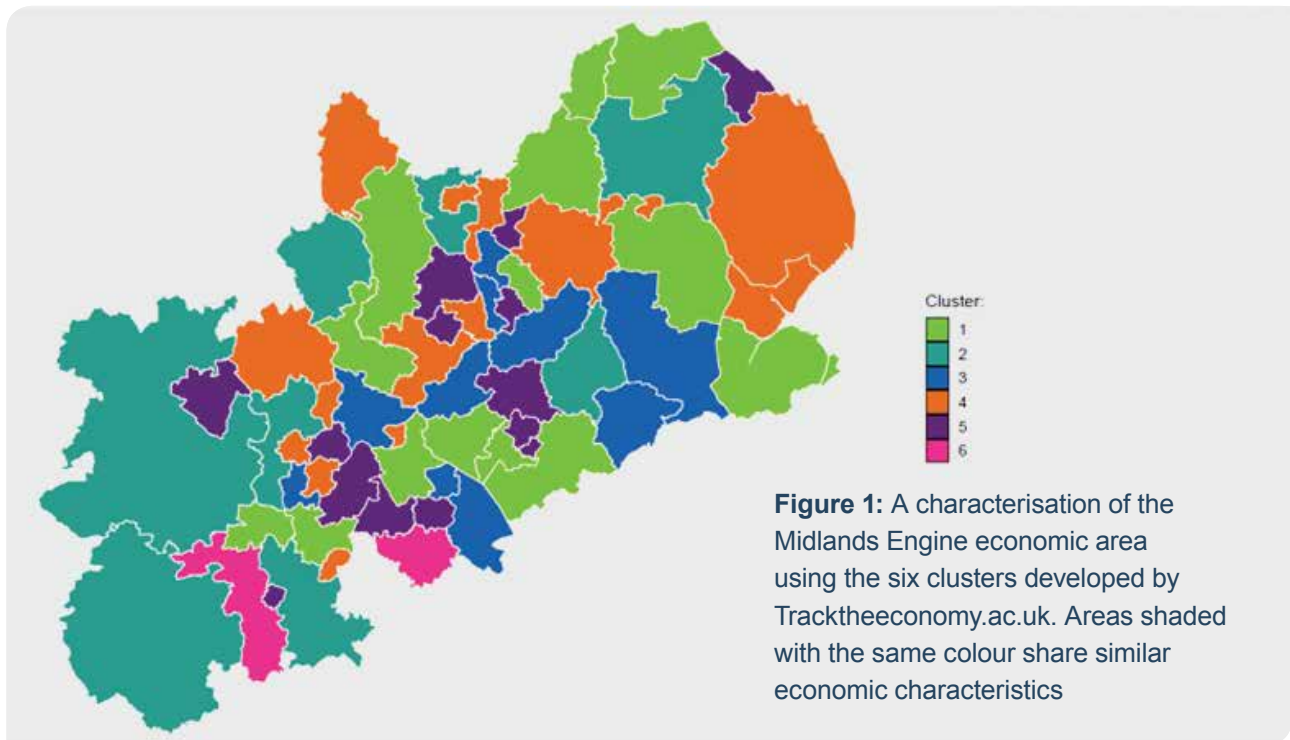 Cluster:
1
2
3
4
5
6
Figure 1: A characterisation of the
Midlands Engine economic area
using the six clusters developed by
Tracktheeconomy.ac.uk. Areas shaded
with the same colour share similar
economic characteristics